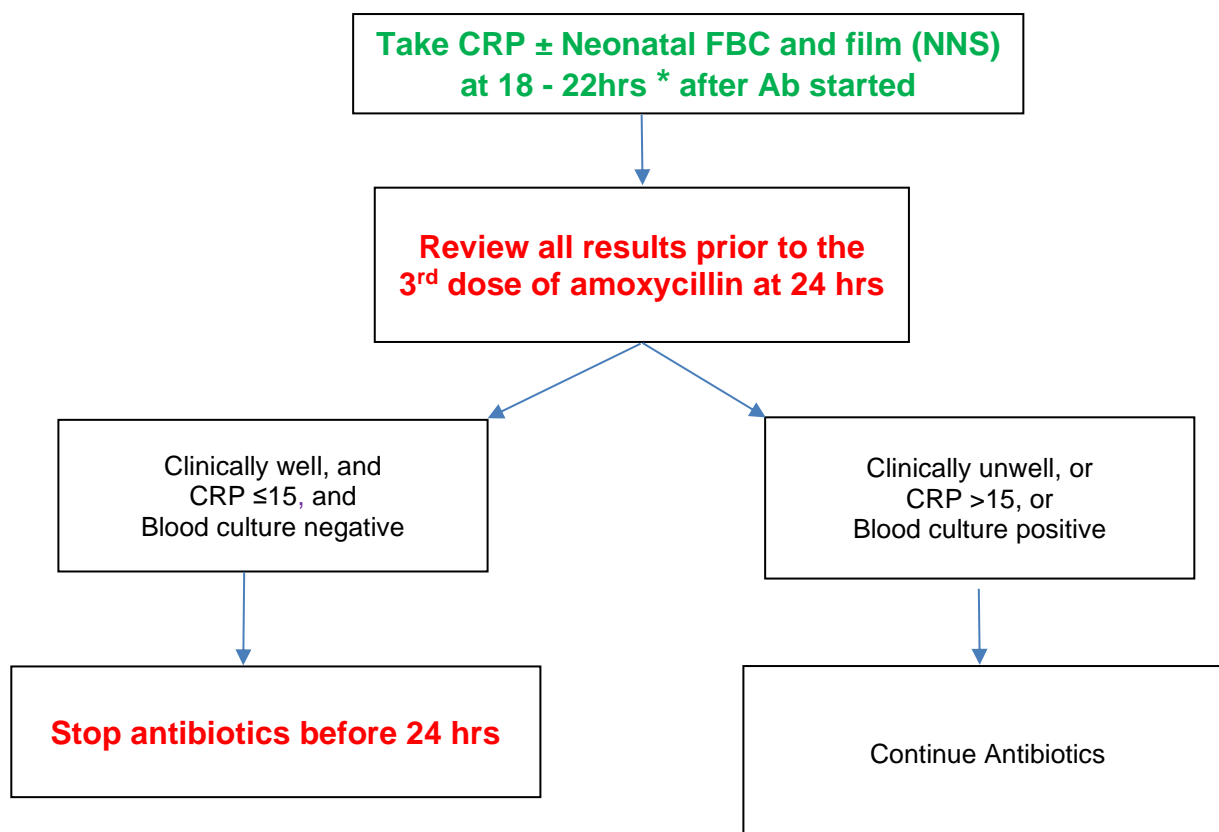 Take CRP ± Neonatal FBC and film (NNS)
at 18 - 22hrs * after Ab started
Review all results prior to the
3rd dose of amoxycillin at 24 hrs
Clinically well, and
CRP ≤15, and
Blood culture negative
Clinically unwell, or
CRP >15, or
Blood culture positive
Stop antibiotics before 24 hrs
Continue Antibiotics